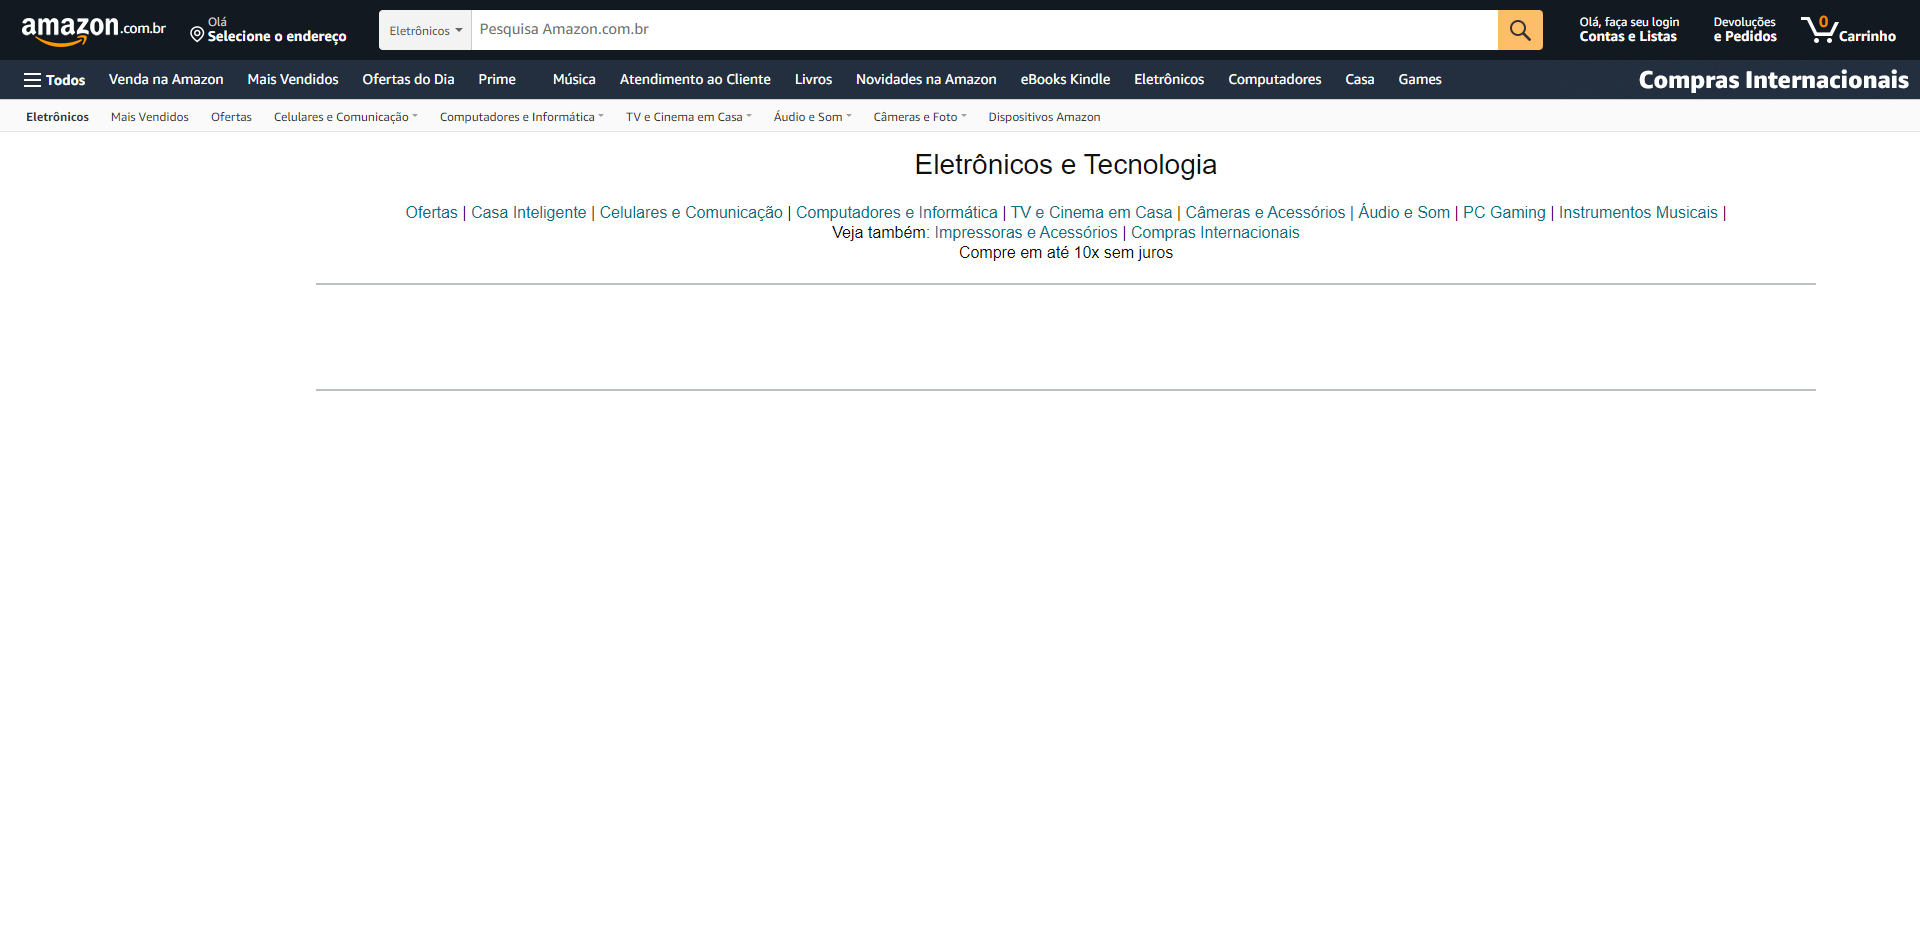 amazon.com.br
Olá
Selecione o endereço
Eletrônicos
Pesquisa Amazon.com.br
Olá, faça seu login
Contas e Listas
Devoluções
e Pedidos
0
Carrinho
Todos Venda na Amazon Mais Vendidos Ofertas do Dia Prime Música Atendimento ao Cliente Livros Novidades na Amazon eBooks Kindle Eletrônicos Computadores Casa Games Compras Internacionais
Eletrônicos Mais Vendidos Ofertas Celulares e Comunicação Computadores e Informática TV e Cinema em Casa Áudio e Som Câmeras e Foto Dispositivos Amazon
Eletrônicos e Tecnologia
Ofertas | Casa Inteligente | Celulares e Comunicação | Computadores e Informática | TV e Cinema em Casa | Câmeras e Acessórios | Áudio e Som | PC Gaming | Instrumentos Musicais |
Veja também: Impressoras e Acessórios | Compras Internacionais
Compre em até 10x sem juros